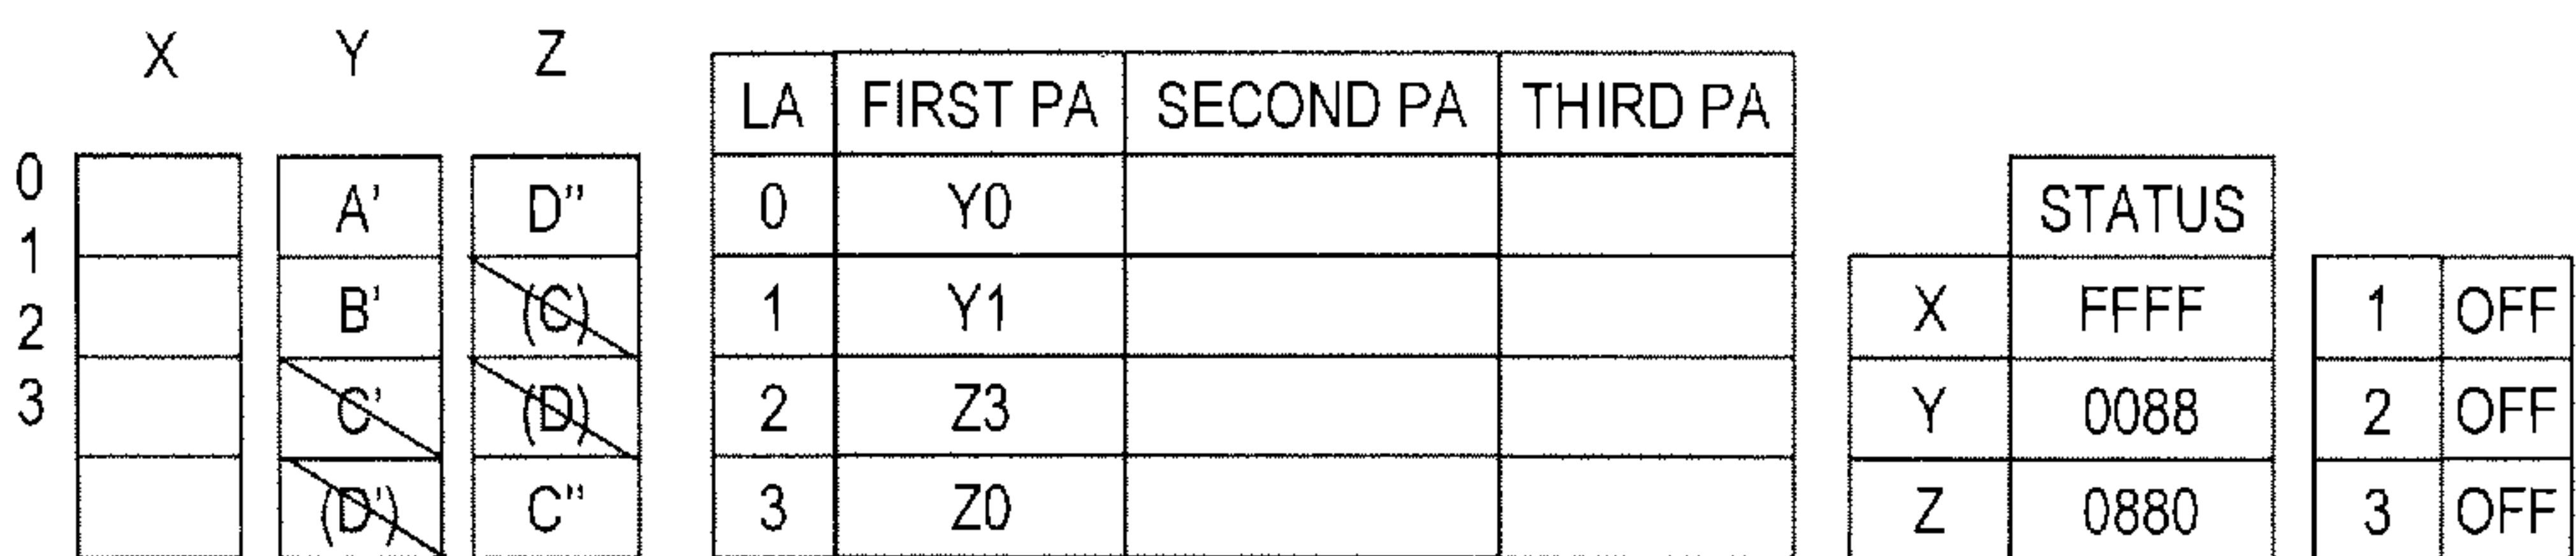 X Y Z
LA FIRST PA SECOND PA THIRD PA
0 A' D" 0 Y0 STATUS
1 B' (C) 1 Y1 X FFFF 1 OFF
2 C' (D) 2 Z3 Y 0088 2 OFF
3 (D') C" 3 Z0 Z 0880 3 OFF